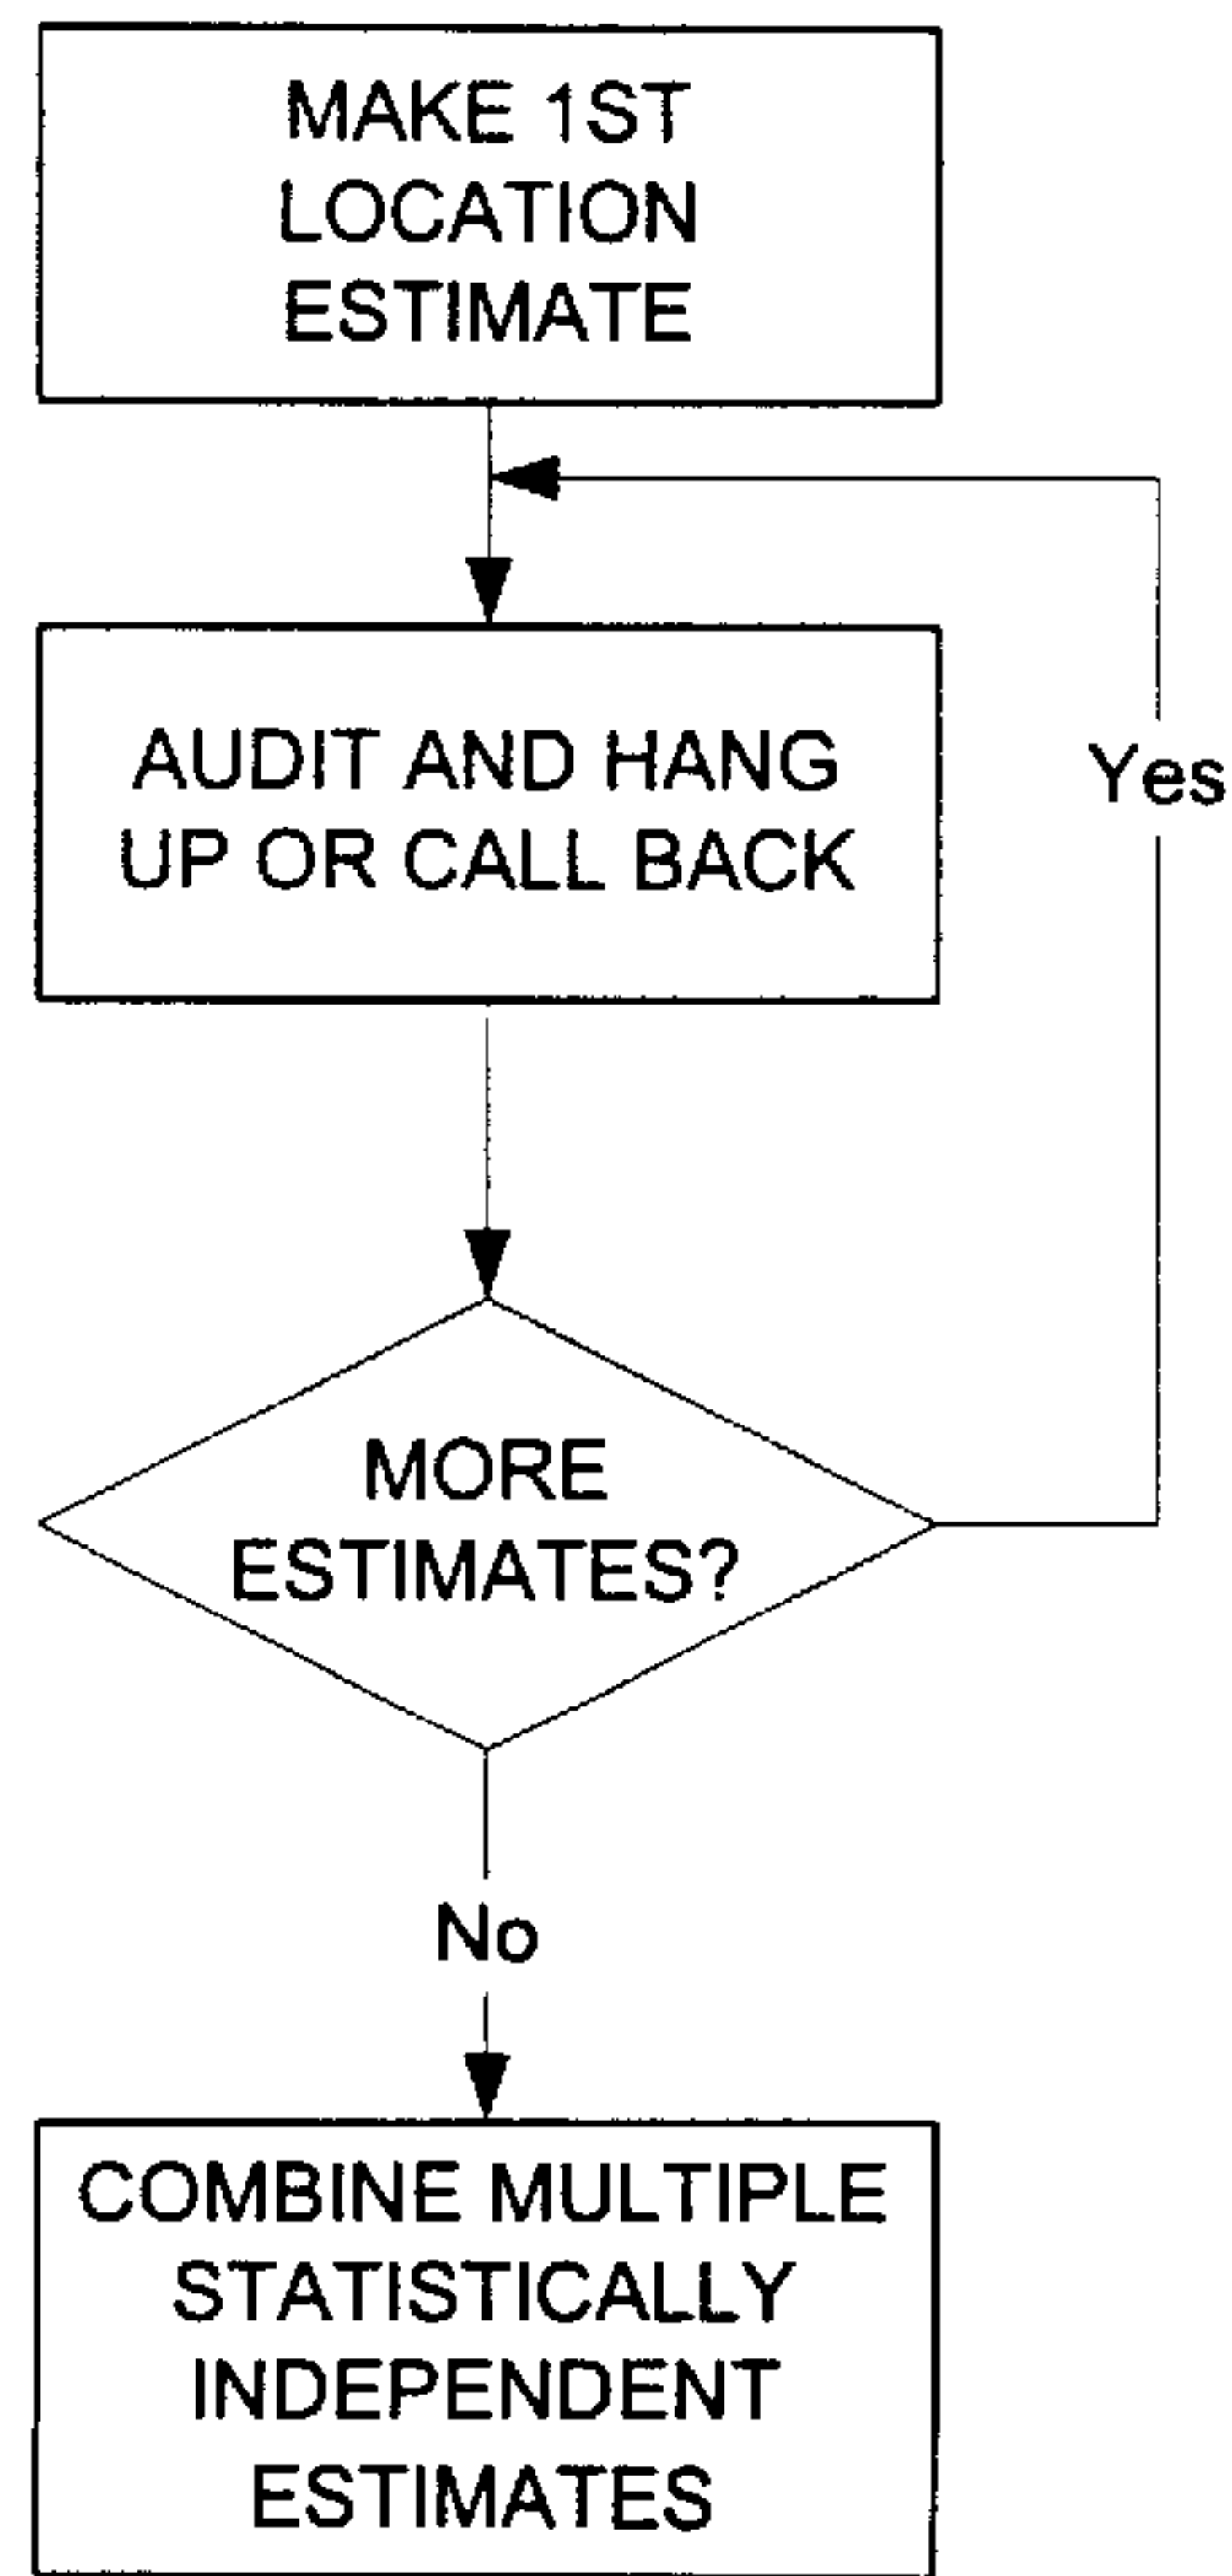 MAKE 1ST
LOCATION
ESTIMATE
AUDIT AND HANG
UP OR CALL BACK
Yes
MORE
ESTIMATES?
No
COMBINE MULTIPLE
STATISTICALLY
INDEPENDENT
ESTIMATES